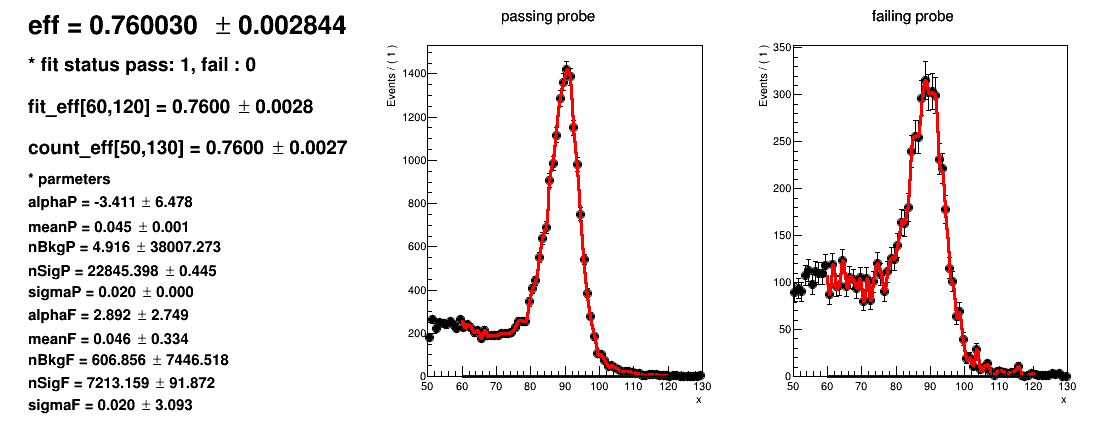 eff = 0.760030 ± 0.002844
* fit status pass: 1, fail : 0
fit_eff[60,120] = 0.7600 ± 0.0028
count_eff[50,130] = 0.7600 ± 0.0027
* parmeters
alphaP = -3.411 ± 6.478
meanP = 0.045 ± 0.001
nBkgP = 4.916 ± 38007.273
nSigP = 22845.398 ± 0.445
sigmaP = 0.020 ± 0.000
alphaF = 2.892 ± 2.749
meanF = 0.046 ± 0.334
nBkgF = 606.856 ± 7446.518
nSigF = 7213.159 ± 91.872
sigmaF = 0.020 ± 3.093
passing probe
Events / ( 1 )
1400
1200
1000
800
600
400
200
0
50 60 70 80 90 100 110 120 130
x
failing probe
Events / ( 1 )
350
300
250
200
150
100
50
0
50 60 70 80 90 100 110 120 130
x